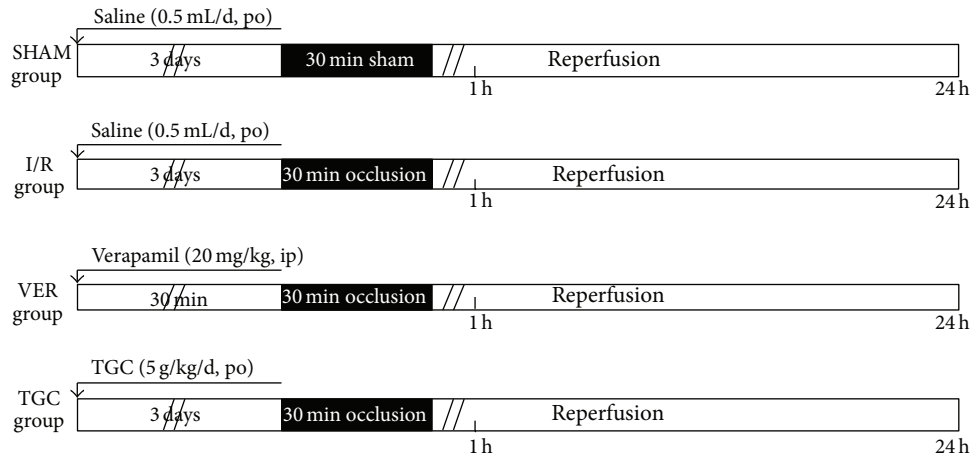 Saline (0.5 mL/d, po)
SHAM group
3 days
30 min sham
Reperfusion
1 h
24 h
Saline (0.5 mL/d, po)
I/R group
3 days
30 min occlusion
Reperfusion
1 h
24 h
Verapamil (20 mg/kg, ip)
VER group
30 min
30 min occlusion
Reperfusion
1 h
24 h
TGC (5 g/kg/d, po)
TGC group
3 days
30 min occlusion
Reperfusion
1 h
24 h